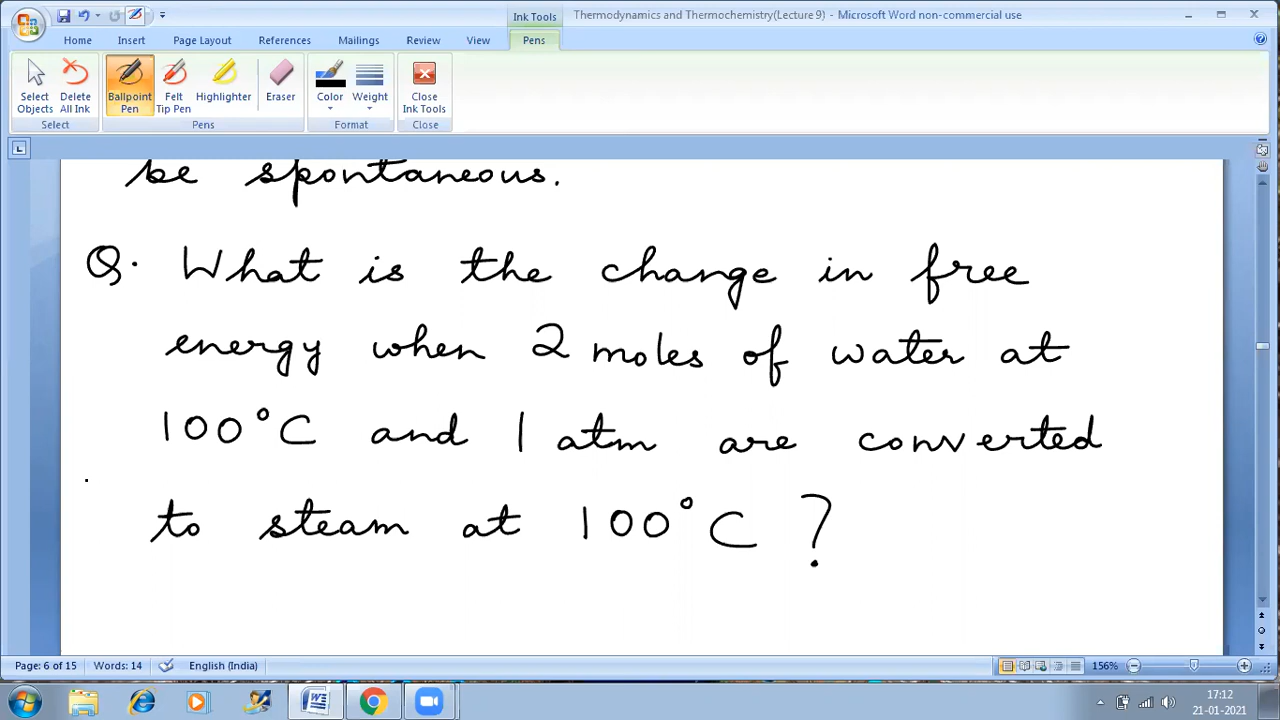 Ink Tools
Thermodynamics and Thermochemistry(Lecture 9) - Microsoft Word non-commercial use
Home Insert Page Layout References Mailings Review View Pens
Select Objects
Delete All Ink
Ballpoint Pen
Felt Tip Pen
Highlighter
Eraser
Color
Weight
Close Ink Tools
Select Pens Format Close
L
be spontaneous.
Q. What is the change in free
energy when 2 moles of water at
100°C and 1 atm are converted
to steam at 100°C ?
Page: 6 of 15 Words: 14 English (India) 156%
17:12
21-01-2021